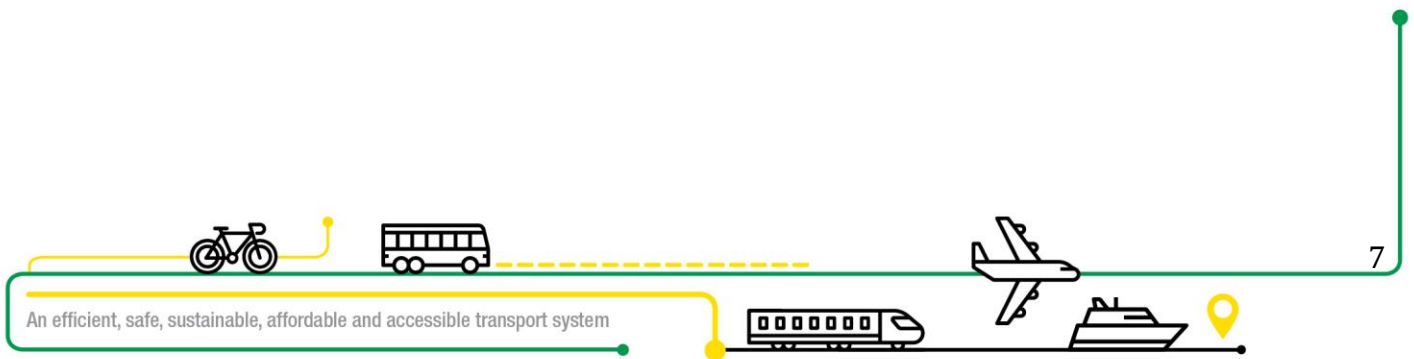 7
An efficient, safe, sustainable, affordable and accessible transport system